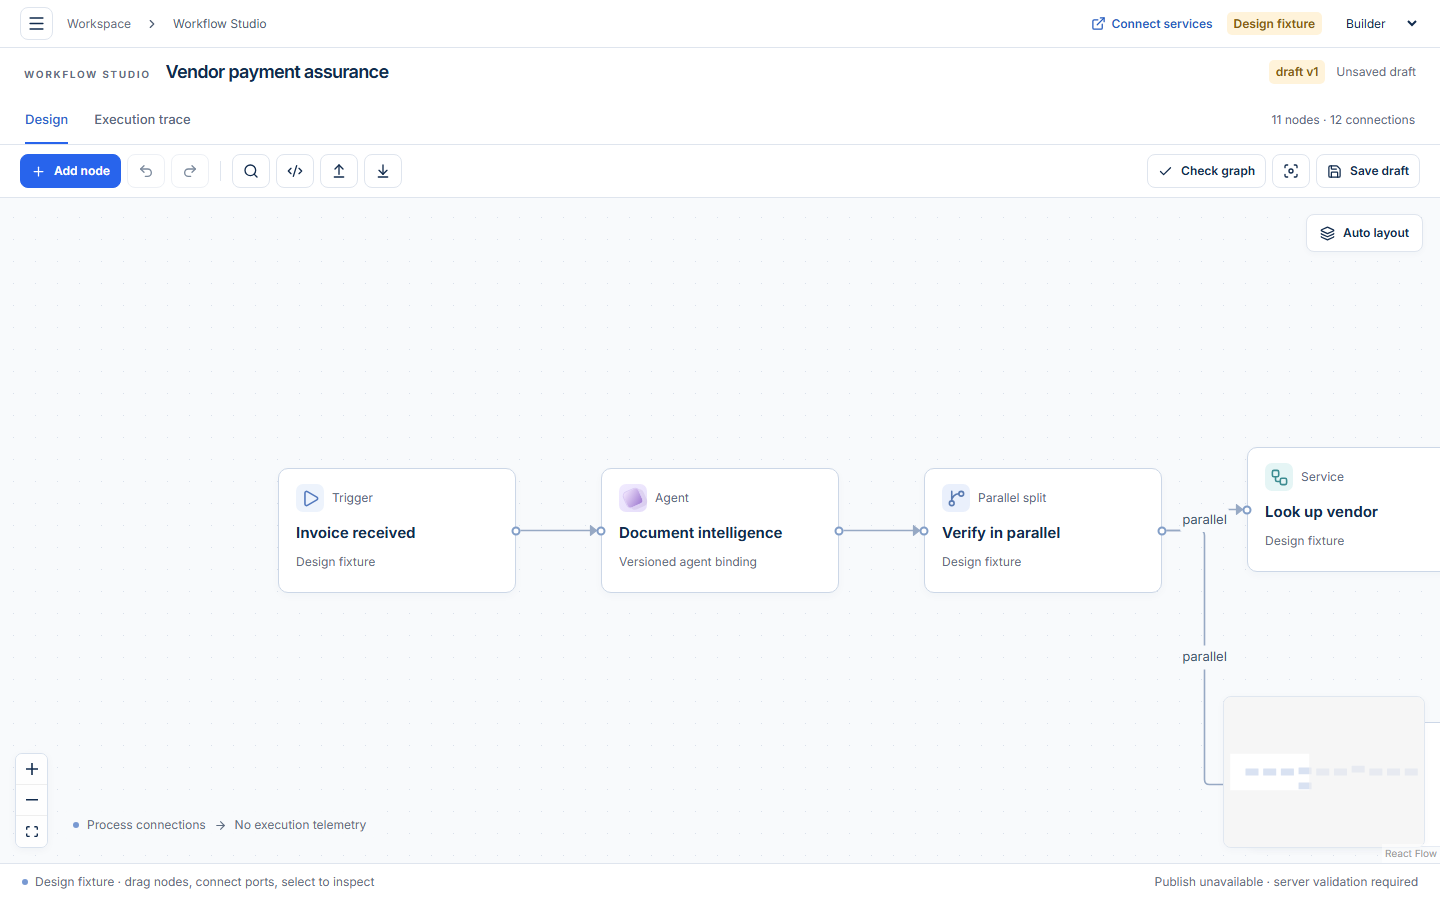 Workspace > Workflow Studio
Connect services
Design fixture
Builder
WORKFLOW STUDIO
Vendor payment assurance
draft v1
Unsaved draft
Design
Execution trace
11 nodes · 12 connections
Add node
Check graph
Save draft
Auto layout
Trigger
Invoice received
Design fixture
Agent
Document intelligence
Versioned agent binding
Parallel split
Verify in parallel
Design fixture
parallel
Service
Look up vendor
Design fixture
parallel
Process connections → No execution telemetry
React Flow
Design fixture · drag nodes, connect ports, select to inspect
Publish unavailable · server validation required